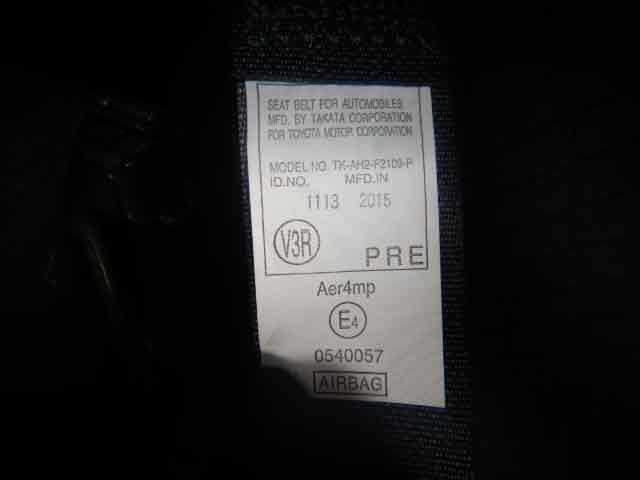 SEAT BELT FOR AUTOMOBILES
MFD. BY TAKATA CORPORATION
FOR TOYOTA MOTOR CORPORATION
MODEL NO. TK-AH2-F2109-P
ID.NO. MFD.IN
1113 2015
V3R PRE
Aer4mp
E4
0540057
AIRBAG